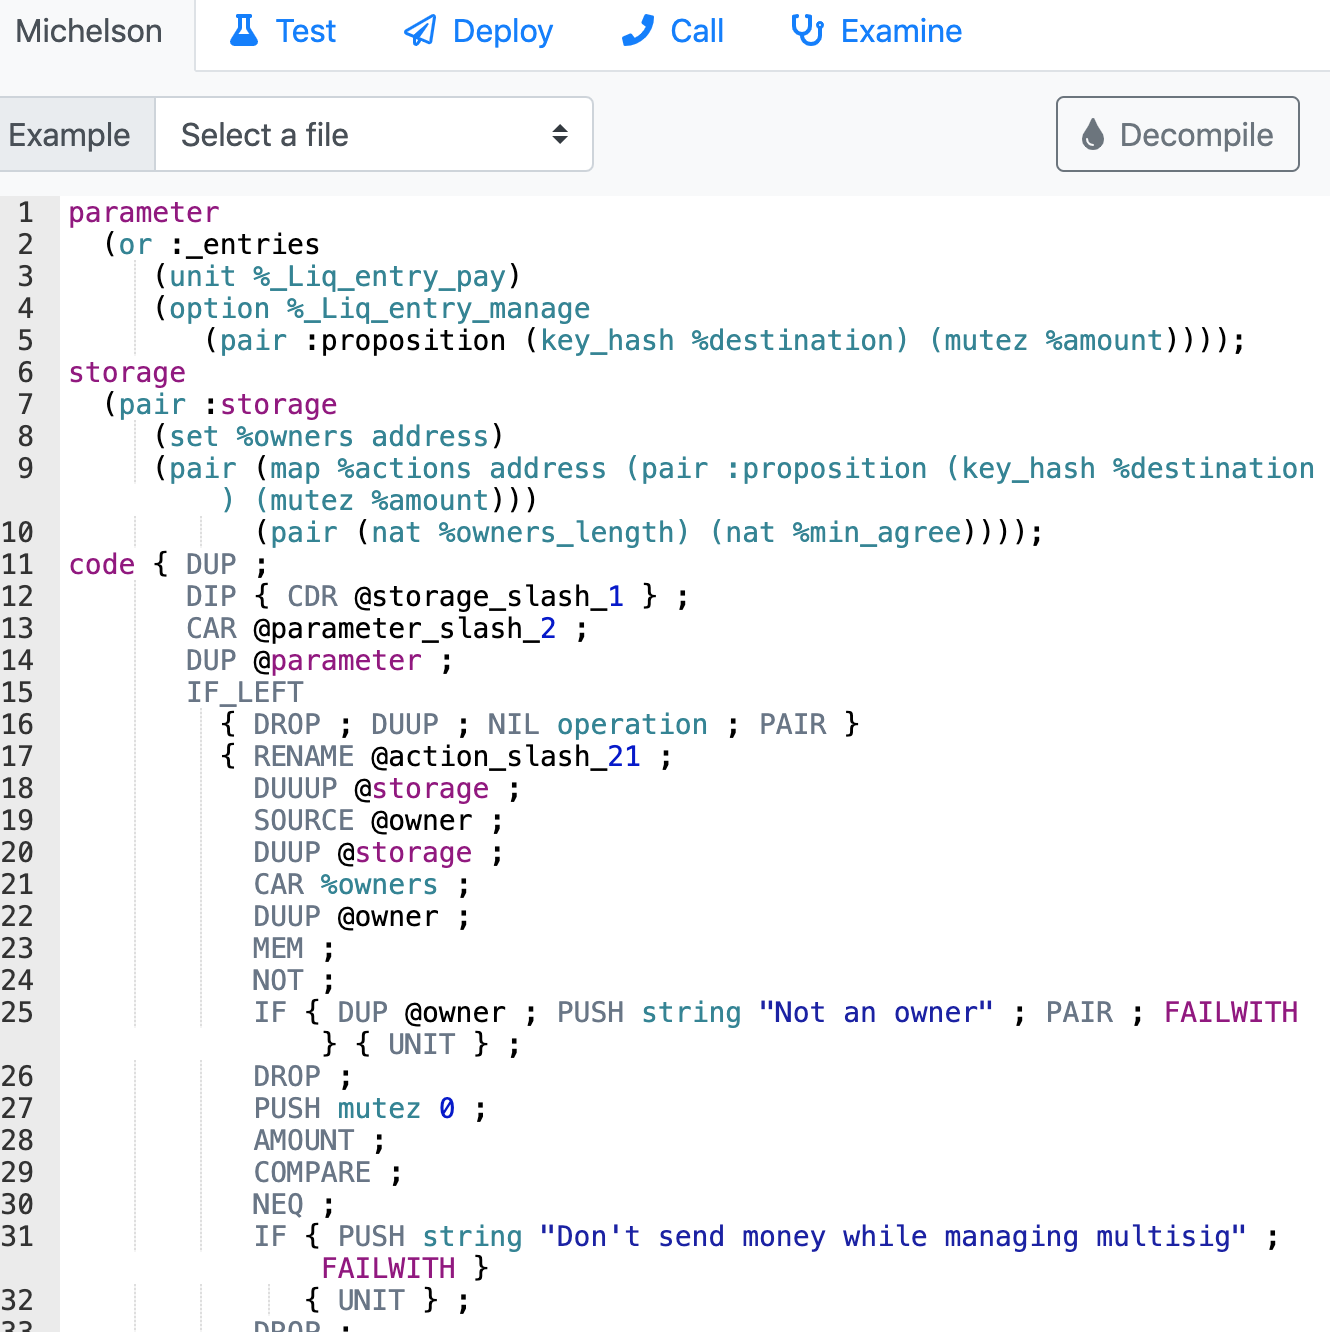 Michelson Test Deploy Call Examine
Example Select a file Decompile
1 parameter
2 (or :_entries
3 (unit %_Liq_entry_pay)
4 (option %_Liq_entry_manage
5 (pair :proposition (key_hash %destination) (mutez %amount))));
6 storage
7 (pair :storage
8 (set %owners address)
9 (pair (map %actions address (pair :proposition (key_hash %destination
) (mutez %amount)))
10 (pair (nat %owners_length) (nat %min_agree))));
11 code { DUP ;
12 DIP { CDR @storage_slash_1 } ;
13 CAR @parameter_slash_2 ;
14 DUP @parameter ;
15 IF_LEFT
16 { DROP ; DUUP ; NIL operation ; PAIR }
17 { RENAME @action_slash_21 ;
18 DUUUP @storage ;
19 SOURCE @owner ;
20 DUUP @storage ;
21 CAR %owners ;
22 DUUP @owner ;
23 MEM ;
24 NOT ;
25 IF { DUP @owner ; PUSH string "Not an owner" ; PAIR ; FAILWITH
} { UNIT } ;
26 DROP ;
27 PUSH mutez 0 ;
28 AMOUNT ;
29 COMPARE ;
30 NEQ ;
31 IF { PUSH string "Don't send money while managing multisig" ;
FAILWITH }
32 { UNIT } ;
33 DROP ;